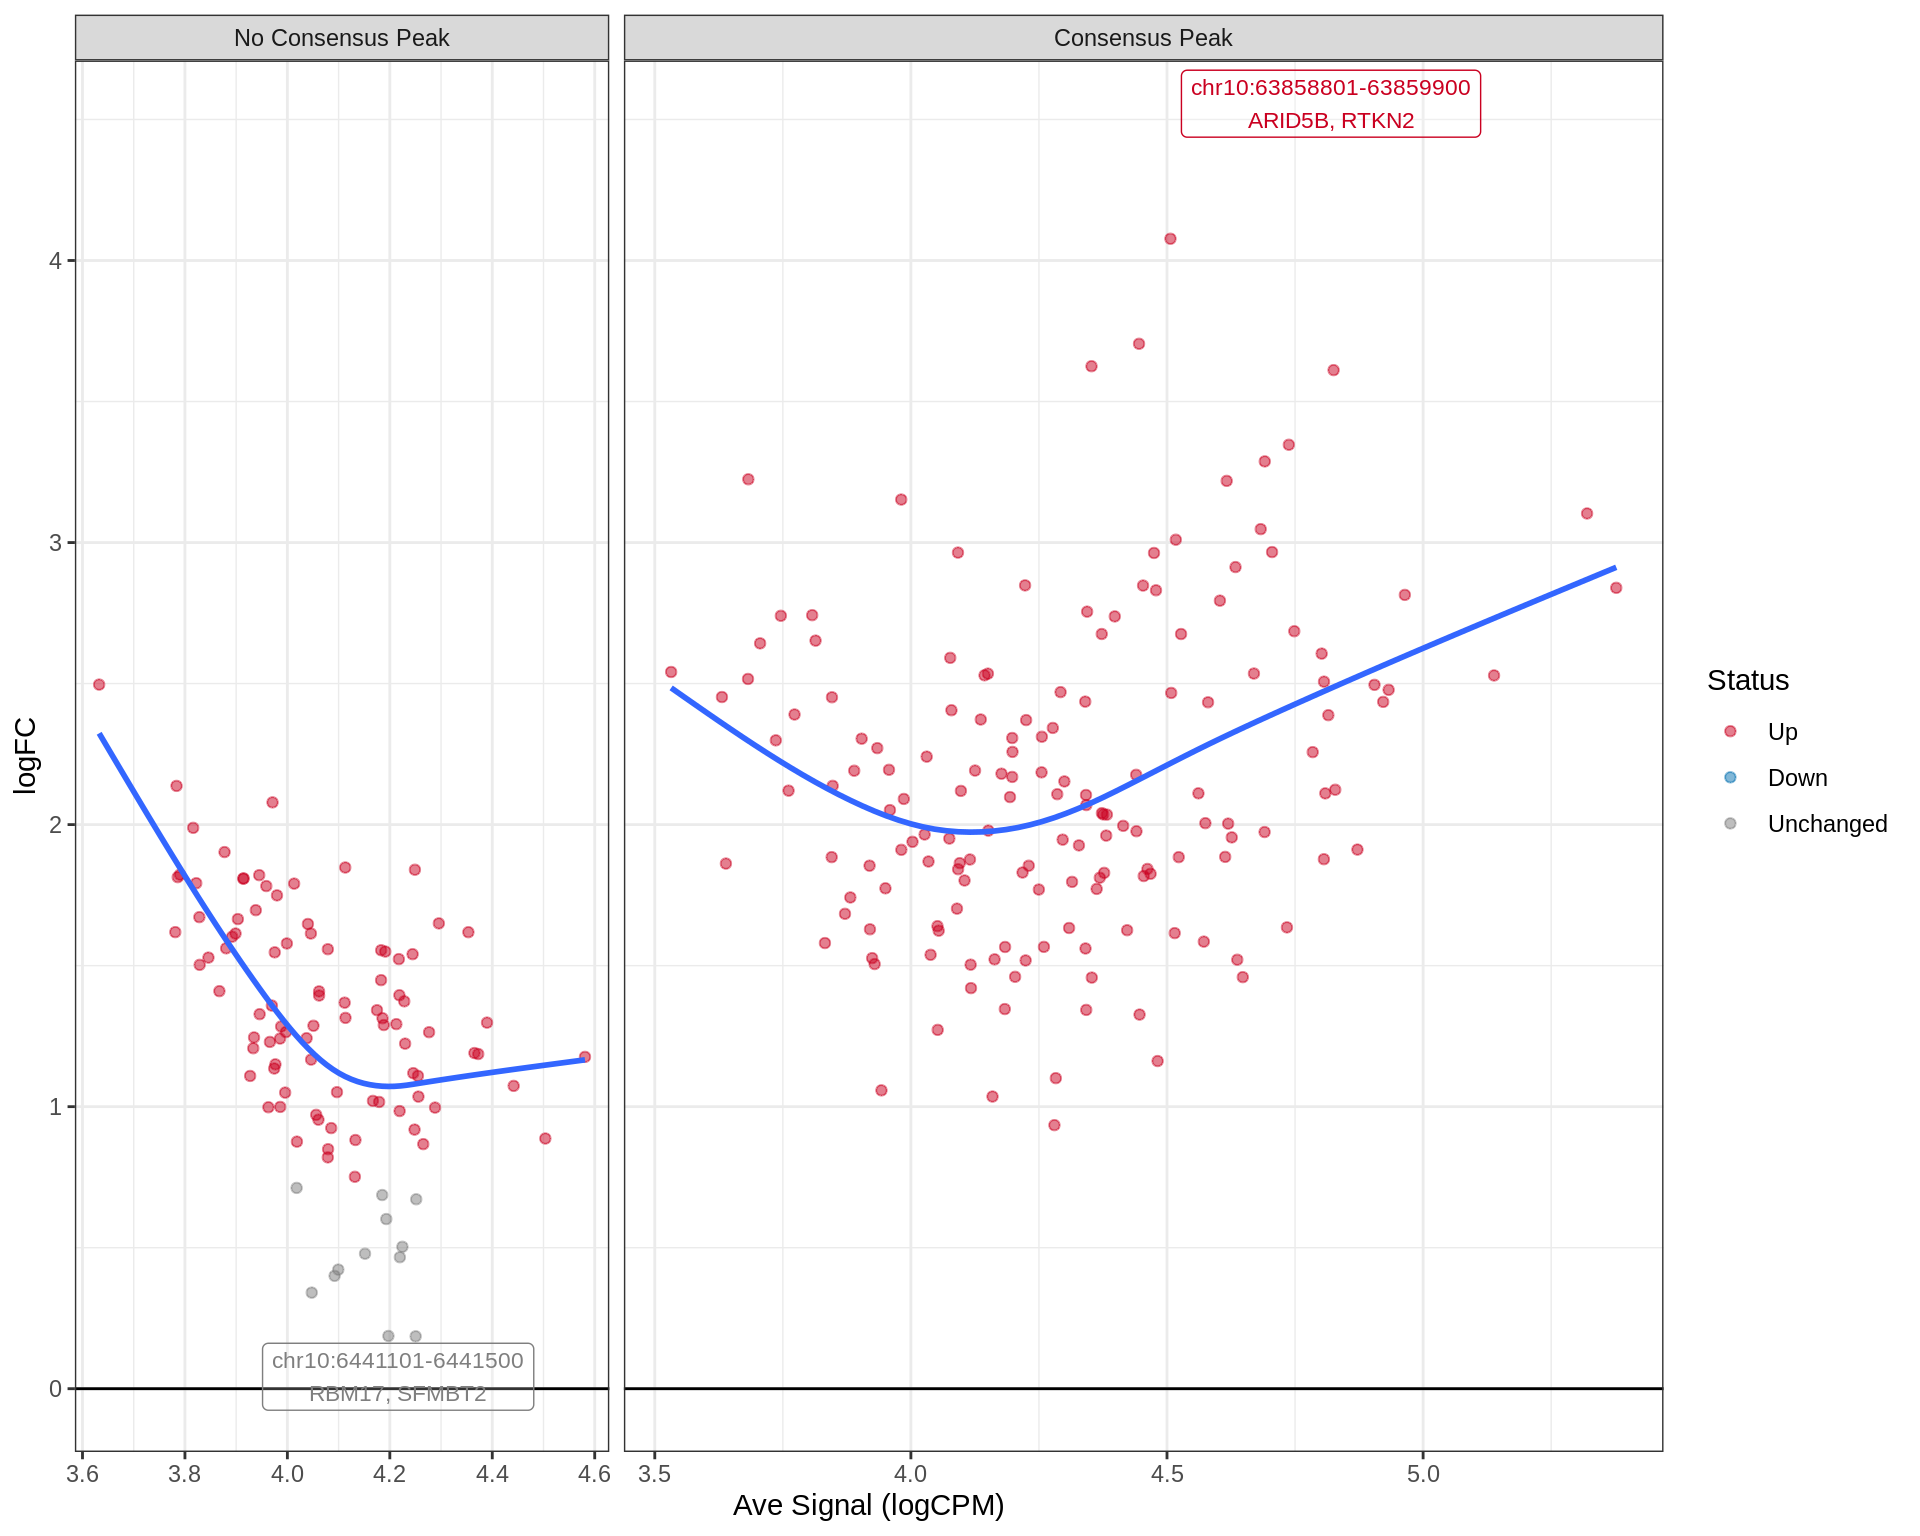 No Consensus Peak
Consensus Peak
chr10:63858801-63859900
ARID5B, RTKN2
4
3
2
1
0
logFC
chr10:6441101-6441500
RBM17, SFMBT2
3.6 3.8 4.0 4.2 4.4 4.6
3.5 4.0 4.5 5.0
Ave Signal (logCPM)
Status
Up
Down
Unchanged